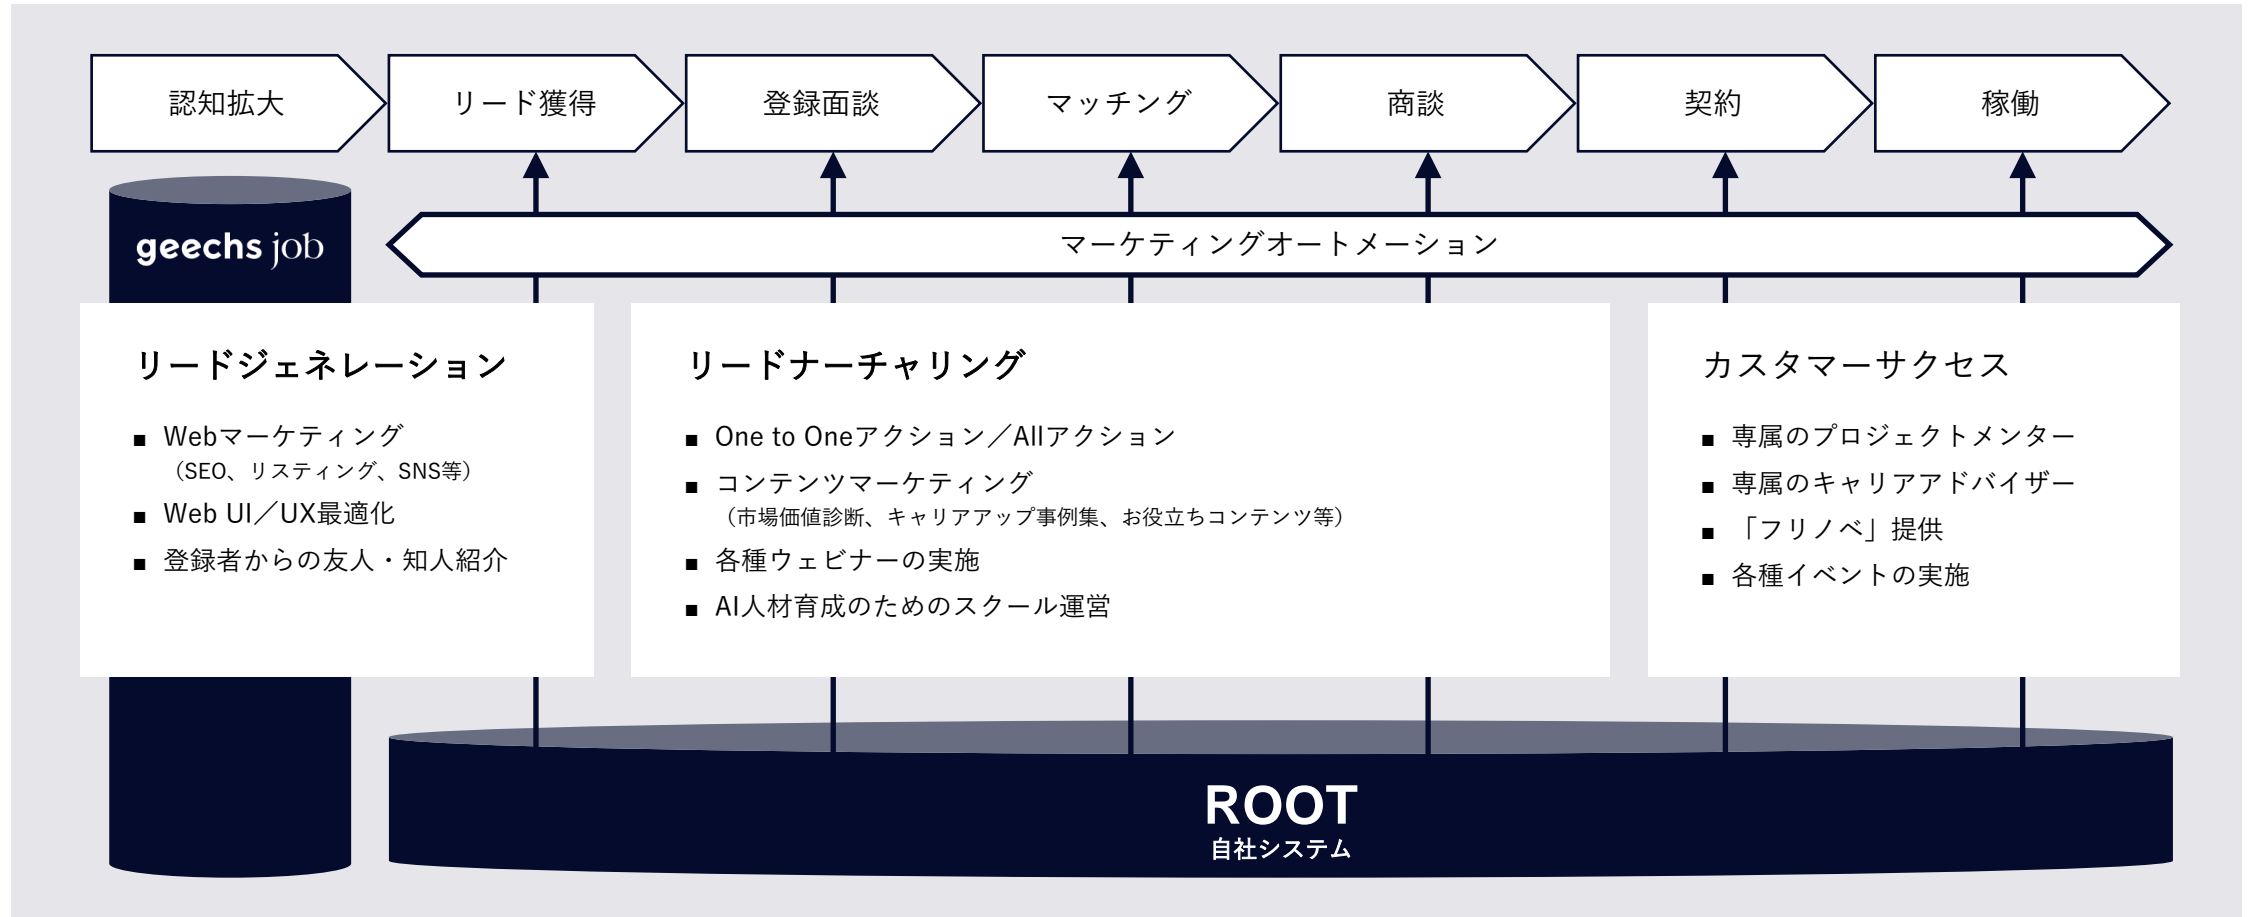 認知拡大
リード獲得
登録面談
マッチング
商談
契約
稼働
geechs job
マーケティングオートメーション
リードジェネレーション
■ Webマーケティング
（SEO、リスティング、SNS等）
■ Web UI／UX最適化
■ 登録者からの友人・知人紹介
リードナーチャリング
■ One to Oneアクション／Allアクション
■ コンテンツマーケティング
（市場価値診断、キャリアアップ事例集、お役立ちコンテンツ等）
■ 各種ウェビナーの実施
■ AI人材育成のためのスクール運営
カスタマーサクセス
■ 専属のプロジェクトメンター
■ 専属のキャリアアドバイザー
■ 「フリノベ」提供
■ 各種イベントの実施
ROOT
自社システム